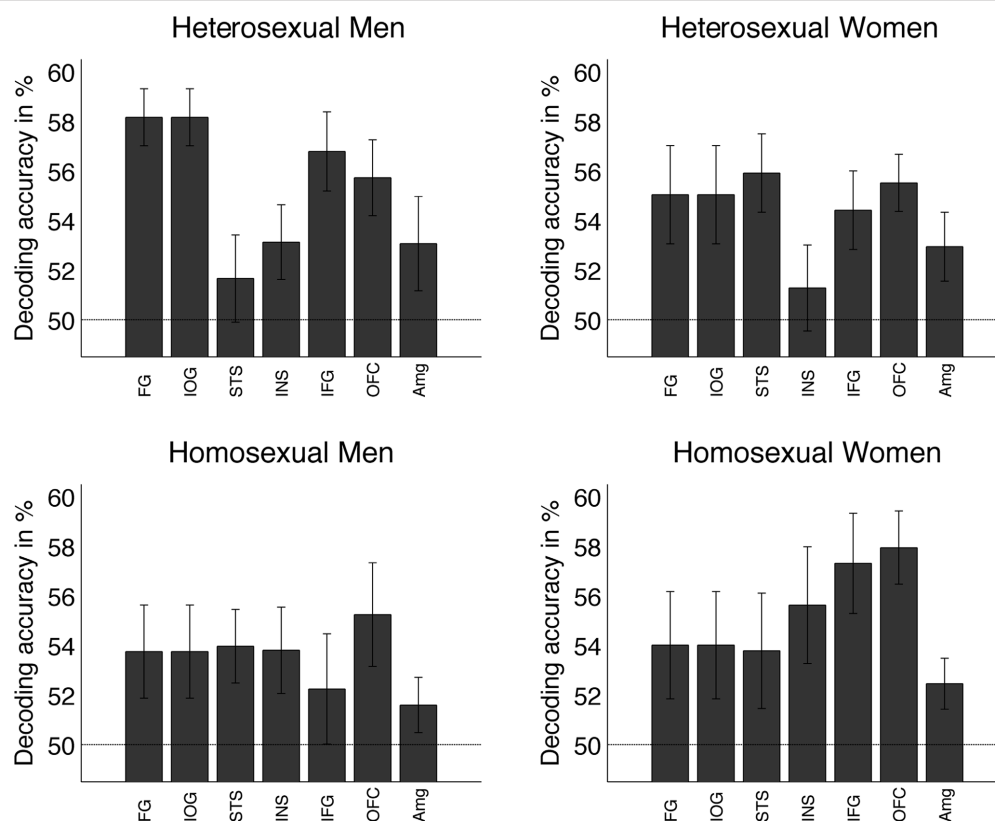 Heterosexual Men
Decoding accuracy in %
60
58
56
54
52
50
FG IOG STS INS IFG OFC Amg
Heterosexual Women
Decoding accuracy in %
60
58
56
54
52
50
FG IOG STS INS IFG OFC Amg
Homosexual Men
Decoding accuracy in %
60
58
56
54
52
50
FG IOG STS INS IFG OFC Amg
Homosexual Women
Decoding accuracy in %
60
58
56
54
52
50
FG IOG STS INS IFG OFC Amg